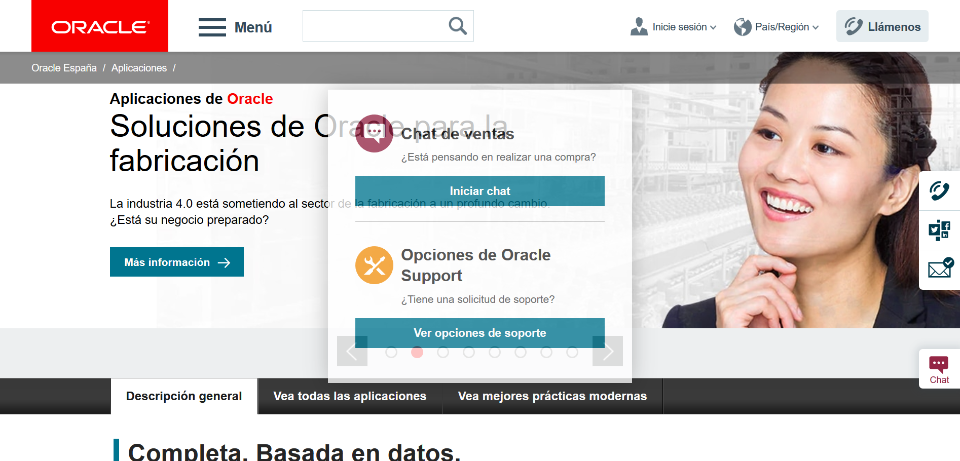 ORACLE
Menú
Inicie sesión
País/Región
Llámenos
Oracle España / Aplicaciones /
Aplicaciones de Oracle
Soluciones de Oracle para la
fabricación
La industria 4.0 está sometiendo al sector de la fabricación a un profundo cambio.
¿Está su negocio preparado?
Más información
Chat de ventas
¿Está pensando en realizar una compra?
Iniciar chat
Opciones de Oracle
Support
¿Tiene una solicitud de soporte?
Ver opciones de soporte
Chat
Descripción general
Vea todas las aplicaciones
Vea mejores prácticas modernas
Completa. Basada en datos.